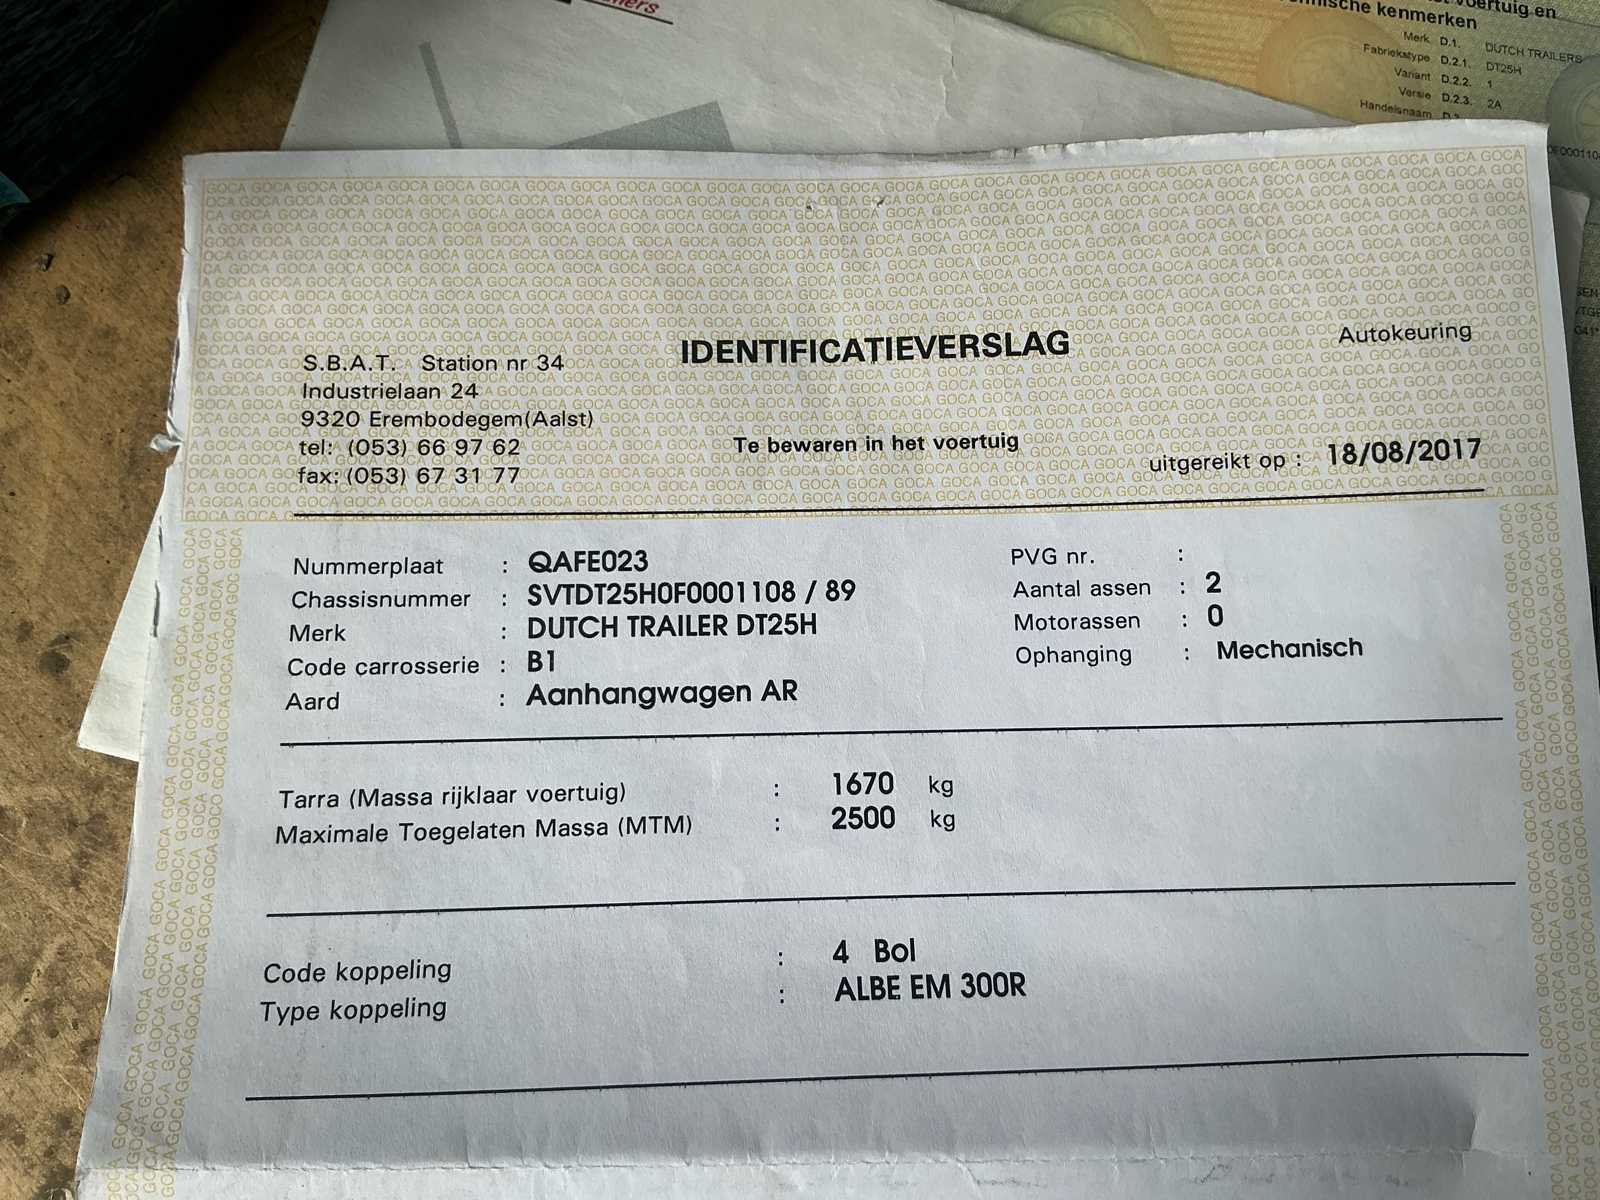 voertuig en
kenmerken
Merk D.1. DUTCH TRAILERS
Fabriekstype D.2.1. DT25H
Variant D.2.2. 1
Versie D.2.3. 2A
Handelsnaam
IDENTIFICATIEVERSLAG
Autokeuring
S.B.A.T. Station nr 34
Industrielaan 24
9320 Erembodegem(Aalst)
tel: (053) 66 97 62
fax: (053) 67 31 77
Te bewaren in het voertuig
uitgereikt op : 18/08/2017
Nummerplaat : QAFE023
Chassisnummer : SVTDT25H0F0001108 / 89
Merk : DUTCH TRAILER DT25H
Code carrosserie : B1
Aard : Aanhangwagen AR
PVG nr. :
Aantal assen : 2
Motorassen : 0
Ophanging : Mechanisch
Tarra (Massa rijklaar voertuig) : 1670 kg
Maximale Toegelaten Massa (MTM) : 2500 kg
Code koppeling : 4 Bol
Type koppeling : ALBE EM 300R